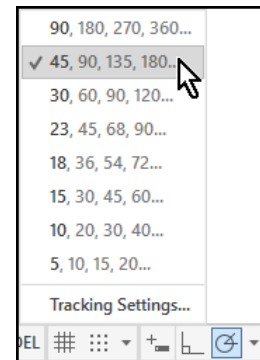 90, 180, 270, 360...
45, 90, 135, 180...
30, 60, 90, 120...
23, 45, 68, 90...
18, 36, 54, 72...
15, 30, 45, 60...
10, 20, 30, 40...
5, 10, 15, 20...
Tracking Settings...